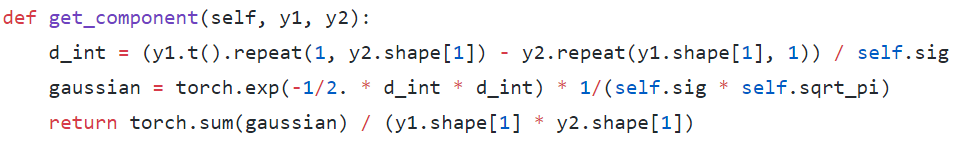 def get_component(self, y1, y2):
    d_int = (y1.t().repeat(1, y2.shape[1]) - y2.repeat(y1.shape[1], 1)) / self.sig
    gaussian = torch.exp(-1/2. * d_int * d_int) * 1/(self.sig * self.sqrt_pi)
    return torch.sum(gaussian) / (y1.shape[1] * y2.shape[1])